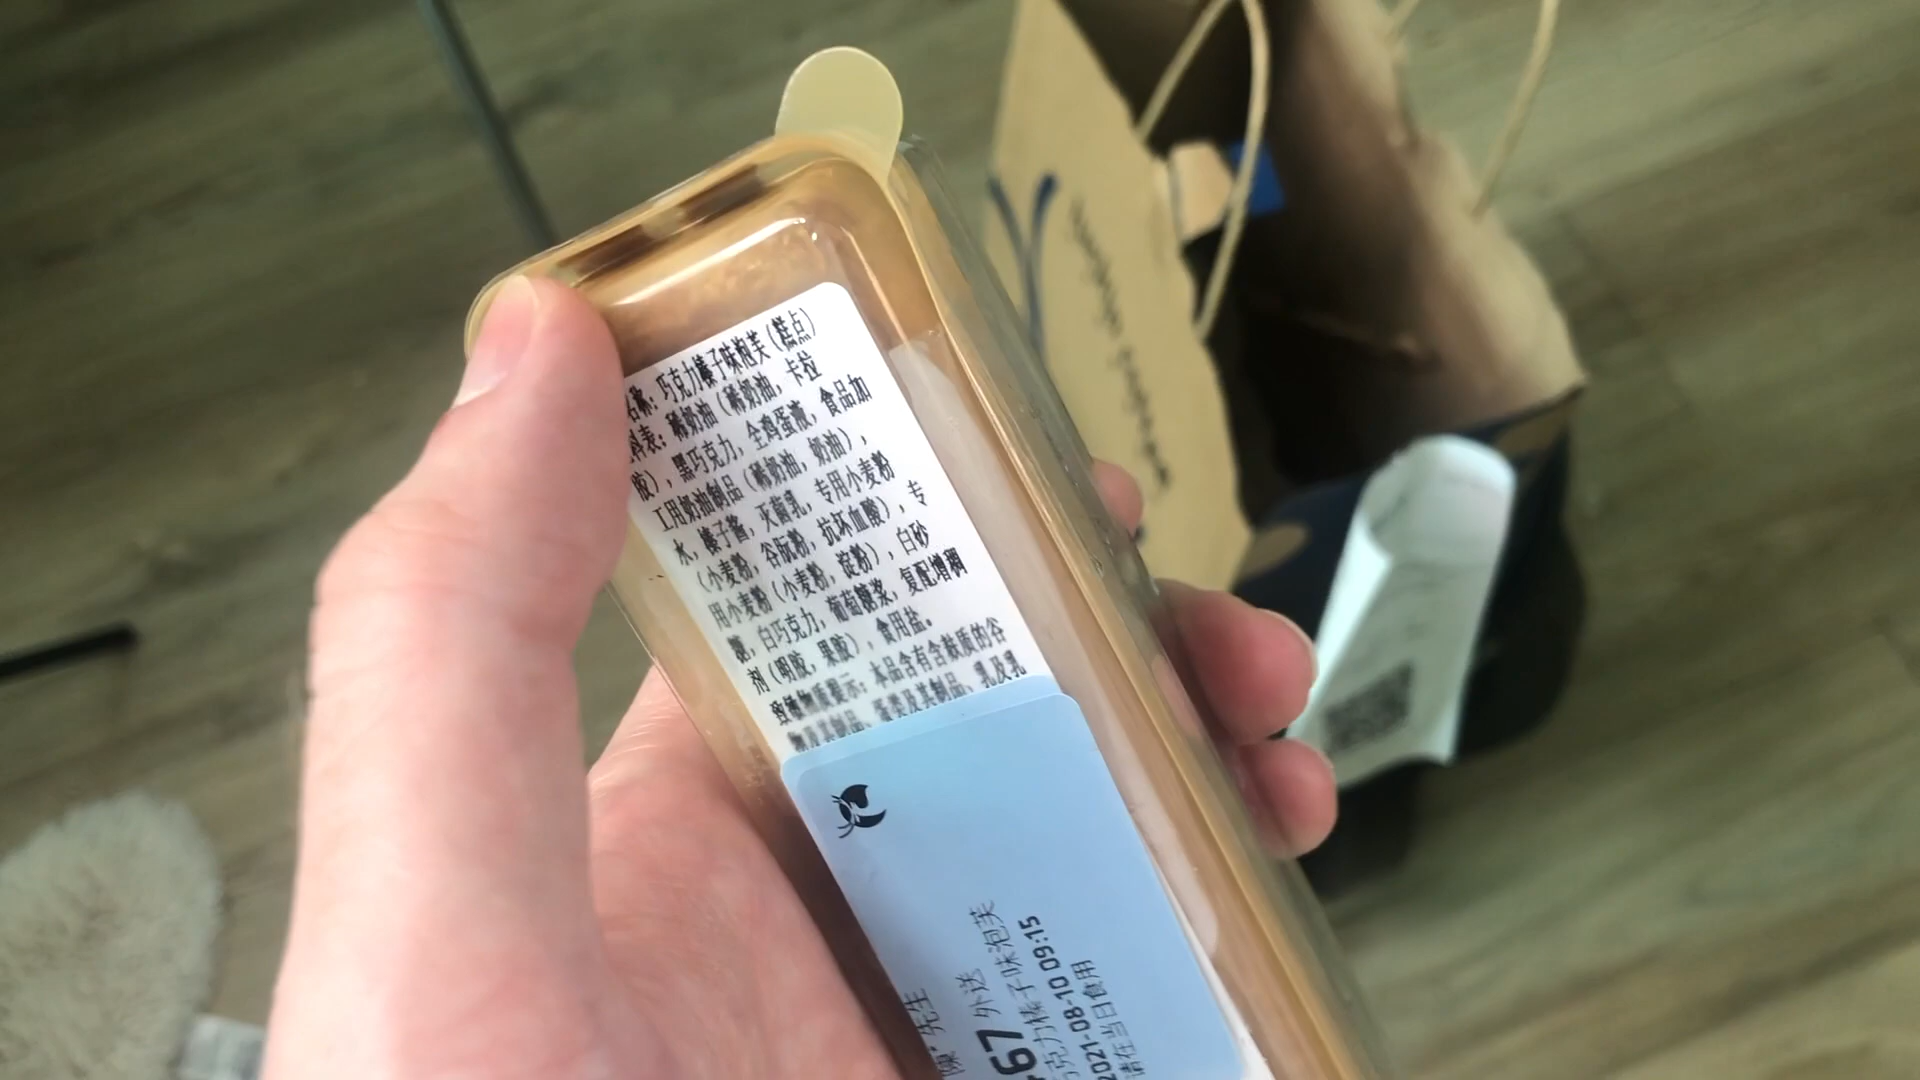 名称：巧克力榛子味泡芙（糕点）
料表：稀奶油（稀奶油，卡拉
胶），黑巧克力，全鸡蛋液，食品加
工用奶油制品（稀奶油，奶油），
水，榛子酱，灭菌乳，专用小麦粉
（小麦粉，谷朊粉，抗坏血酸），专
用小麦粉（小麦粉，淀粉），白砂
糖，白巧克力，葡萄糖浆，复配增稠
剂（明胶，果胶），食用盐。
致敏物质提示：本品含有含麸质的谷
物及其制品、蛋类及其制品、乳及乳
先生
467 外送
巧克力榛子味泡芙
2021-08-10 09:15
请在当日食用